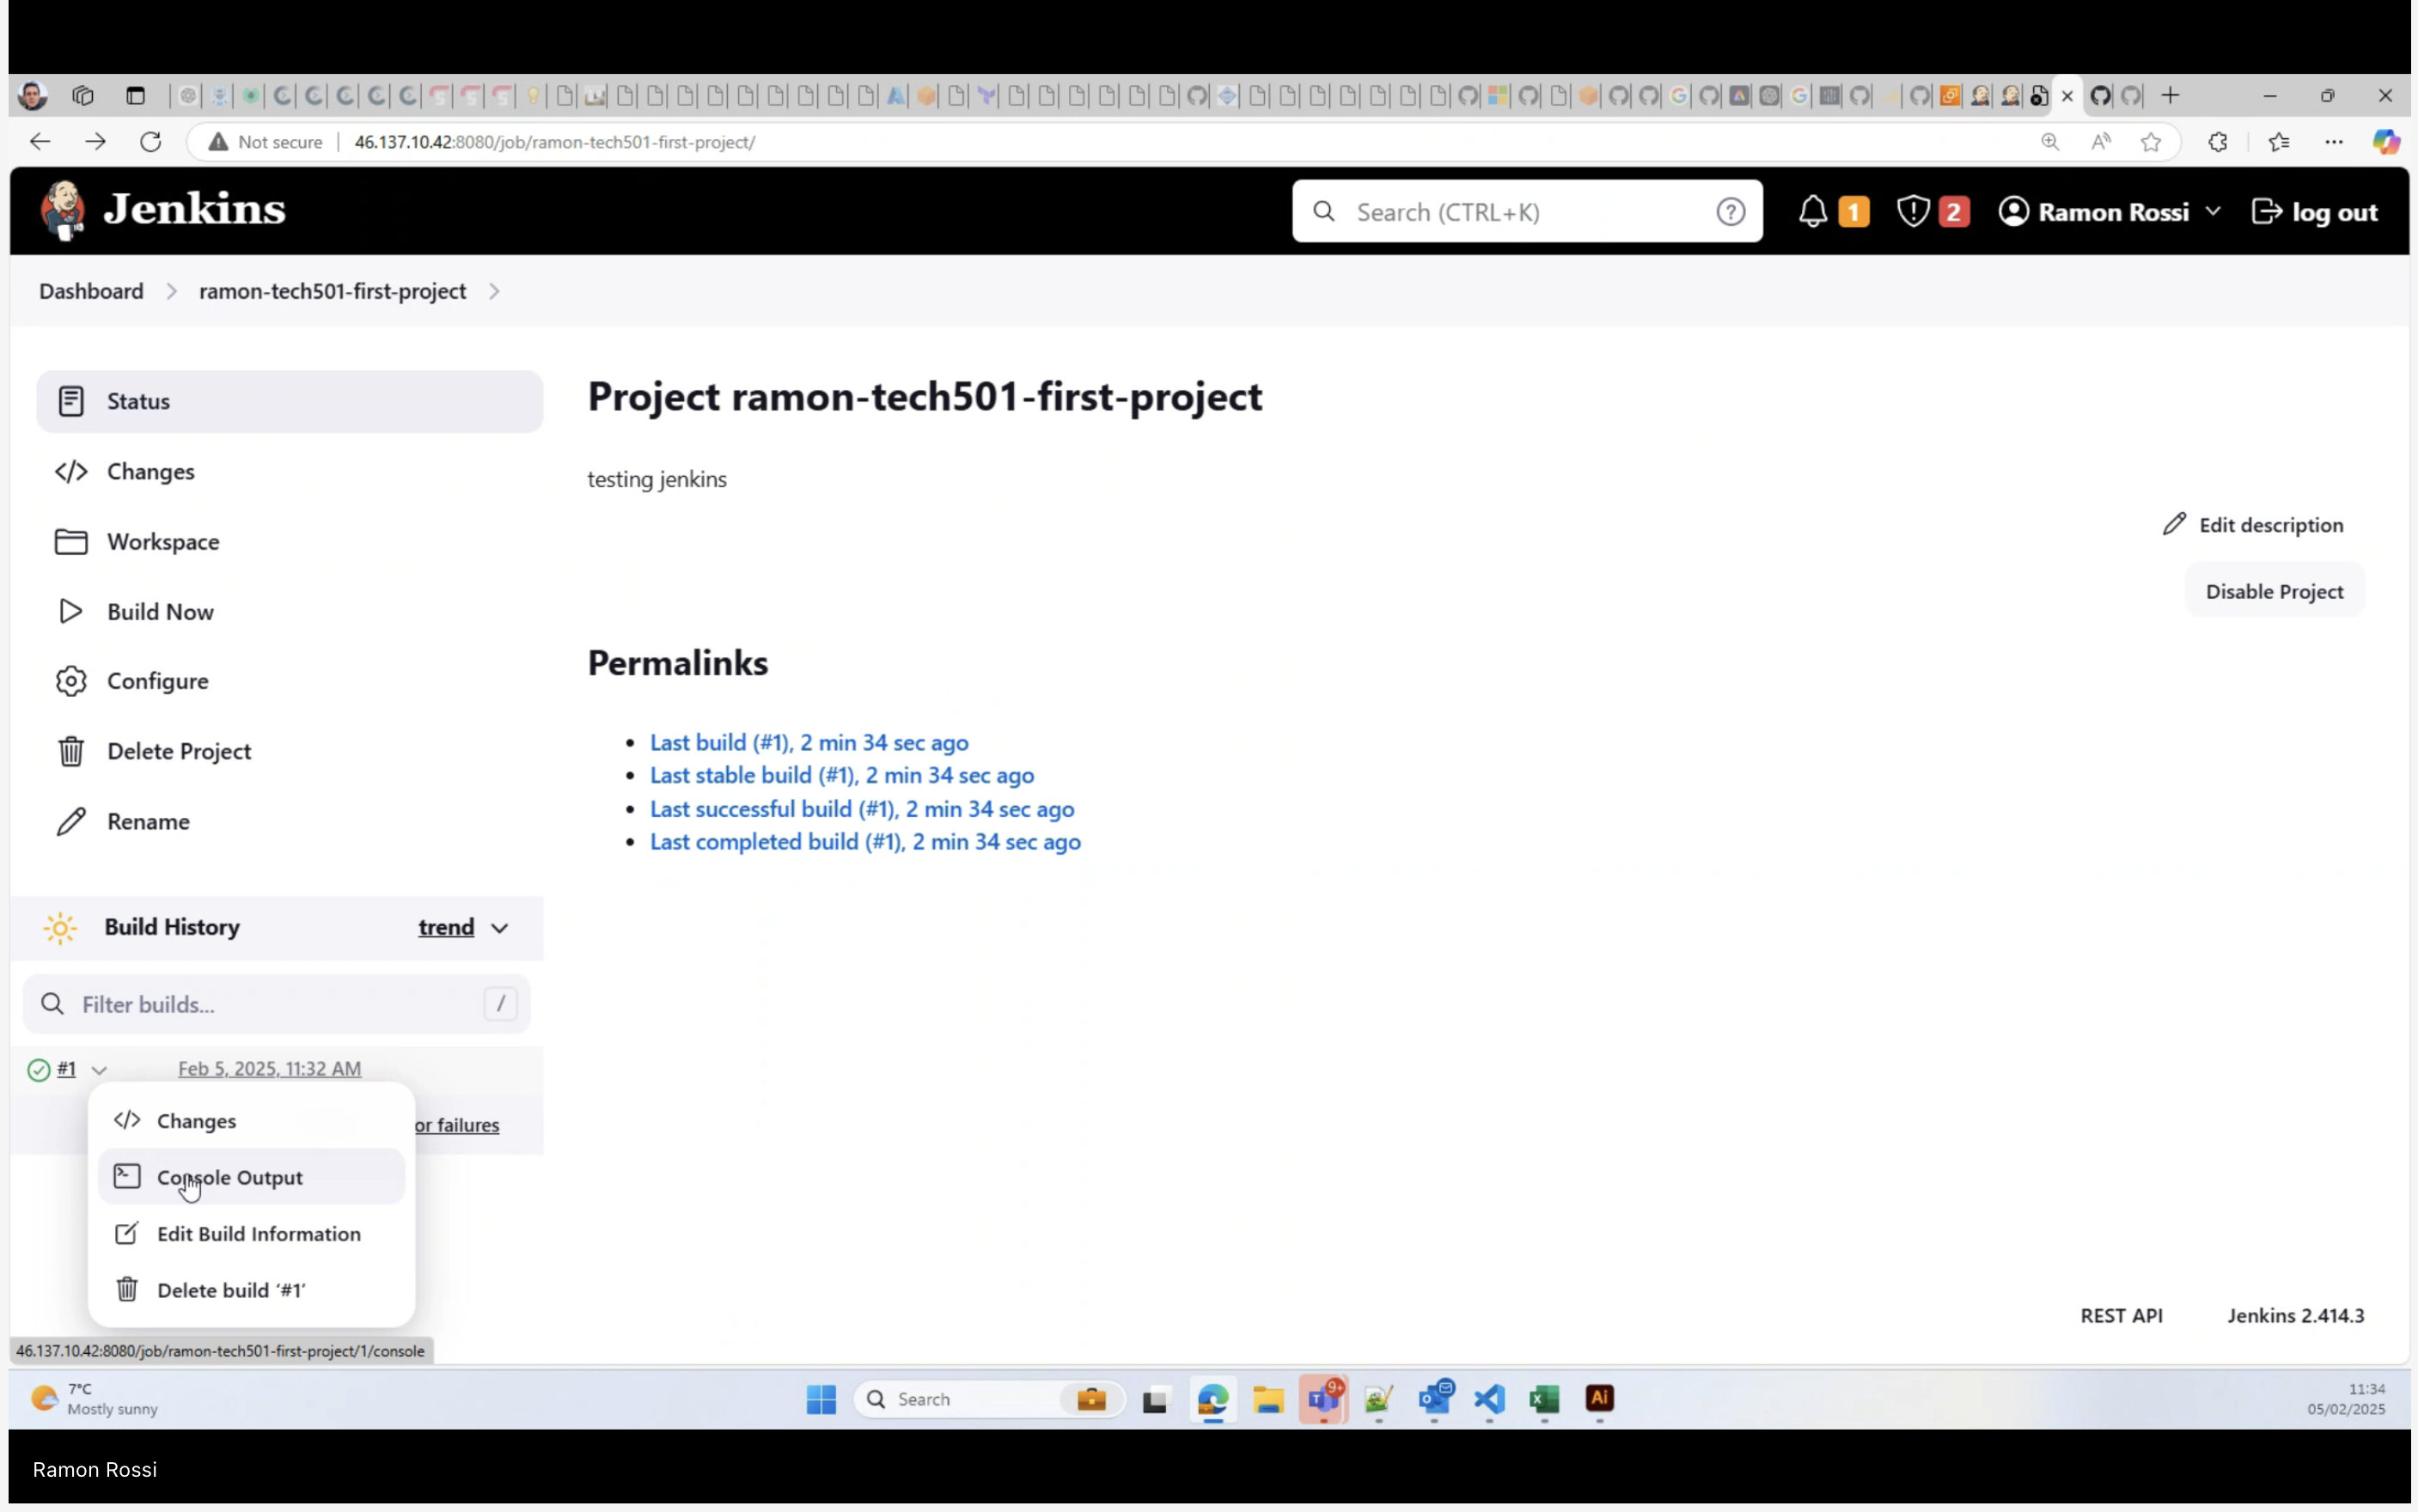 Not secure
46.137.10.42:8080/job/ramon-tech501-first-project/
Jenkins
Search (CTRL+K)
1
2
Ramon Rossi
log out
Dashboard
ramon-tech501-first-project
Status
Changes
Workspace
Build Now
Configure
Delete Project
Rename
Project ramon-tech501-first-project
testing jenkins
Edit description
Disable Project
Permalinks
Last build (#1), 2 min 34 sec ago
Last stable build (#1), 2 min 34 sec ago
Last successful build (#1), 2 min 34 sec ago
Last completed build (#1), 2 min 34 sec ago
Build History
trend
Filter builds...
/
#1
Feb 5, 2025, 11:32 AM
or failures
Changes
Console Output
Edit Build Information
Delete build ‘#1’
REST API
Jenkins 2.414.3
46.137.10.42:8080/job/ramon-tech501-first-project/1/console
7°C
Mostly sunny
Search
9+
Ai
11:34
05/02/2025
Ramon Rossi